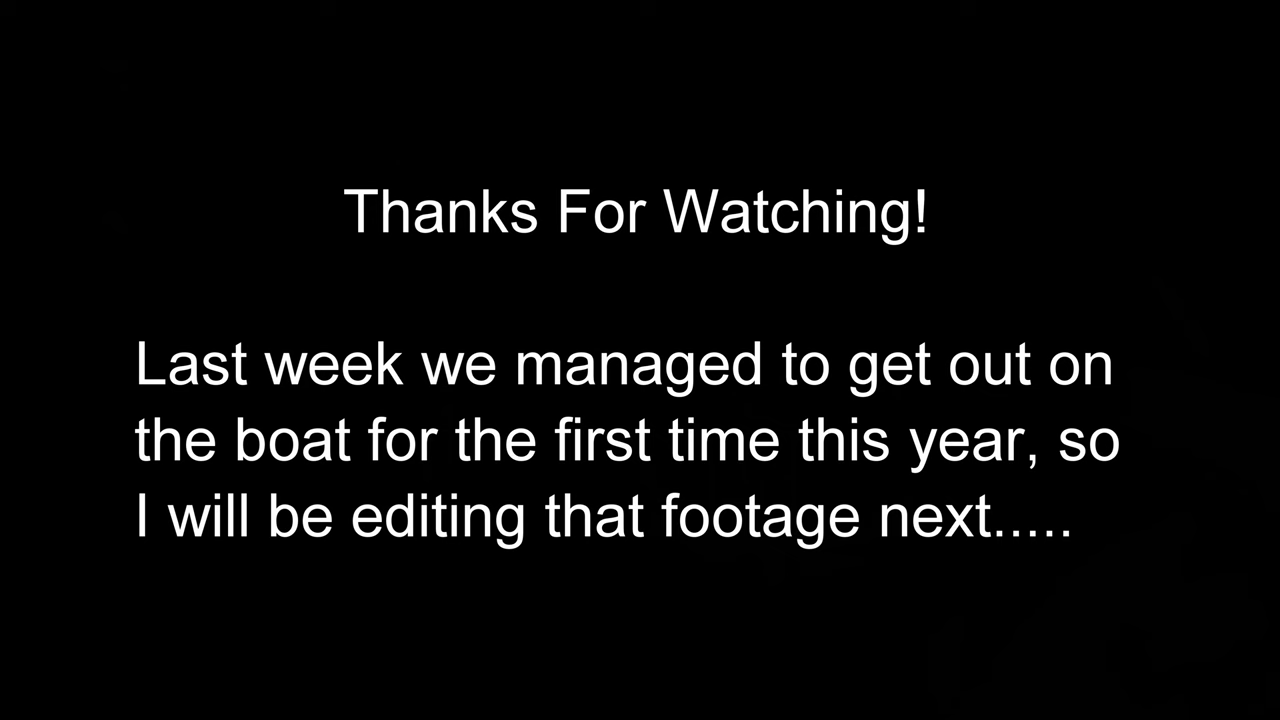 Thanks For Watching!
Last week we managed to get out on
the boat for the first time this year, so
I will be editing that footage next.....